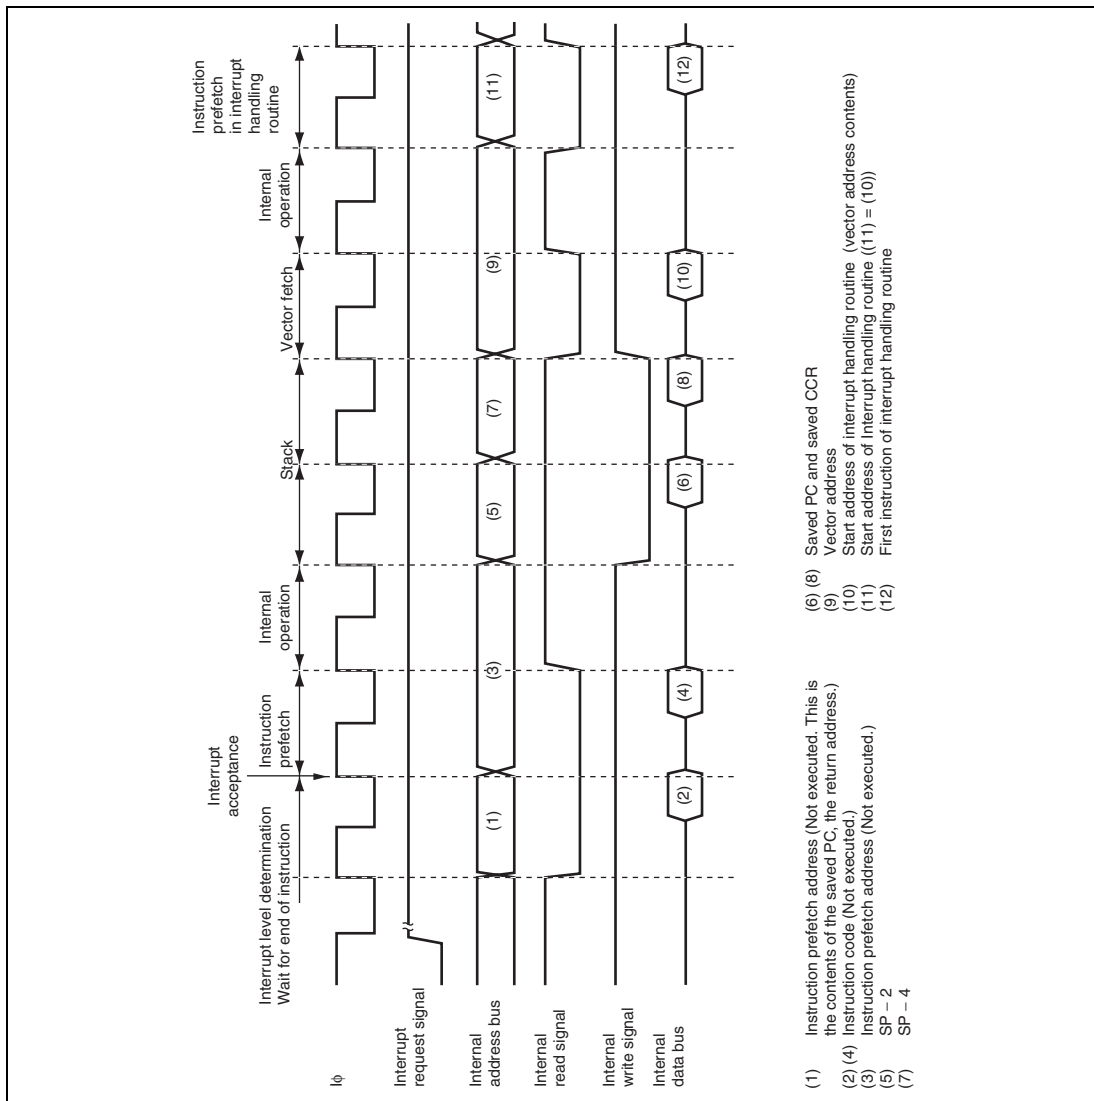 Interrupt level determination
Wait for end of instruction
Interrupt
acceptance
Instruction
prefetch
Internal
operation
Stack
Vector fetch
Internal
operation
Instruction
prefetch
in interrupt
handling
routine
Iϕ
Interrupt
request signal
Internal
address bus
(1)
(3)
(5)
(7)
(9)
(11)
Internal
read signal
Internal
write signal
Internal
data bus
(2)
(4)
(6)
(8)
(10)
(12)
(1) Instruction prefetch address (Not executed. This is
the contents of the saved PC, the return address.)
(2) (4) Instruction code (Not executed.)
(3) Instruction prefetch address (Not executed.)
(5) SP – 2
(7) SP – 4
(6) (8) Saved PC and saved CCR
(9) Vector address
(10) Start address of interrupt handling routine (vector address contents)
(11) Start address of Interrupt handling routine ((11) = (10))
(12) First instruction of interrupt handling routine